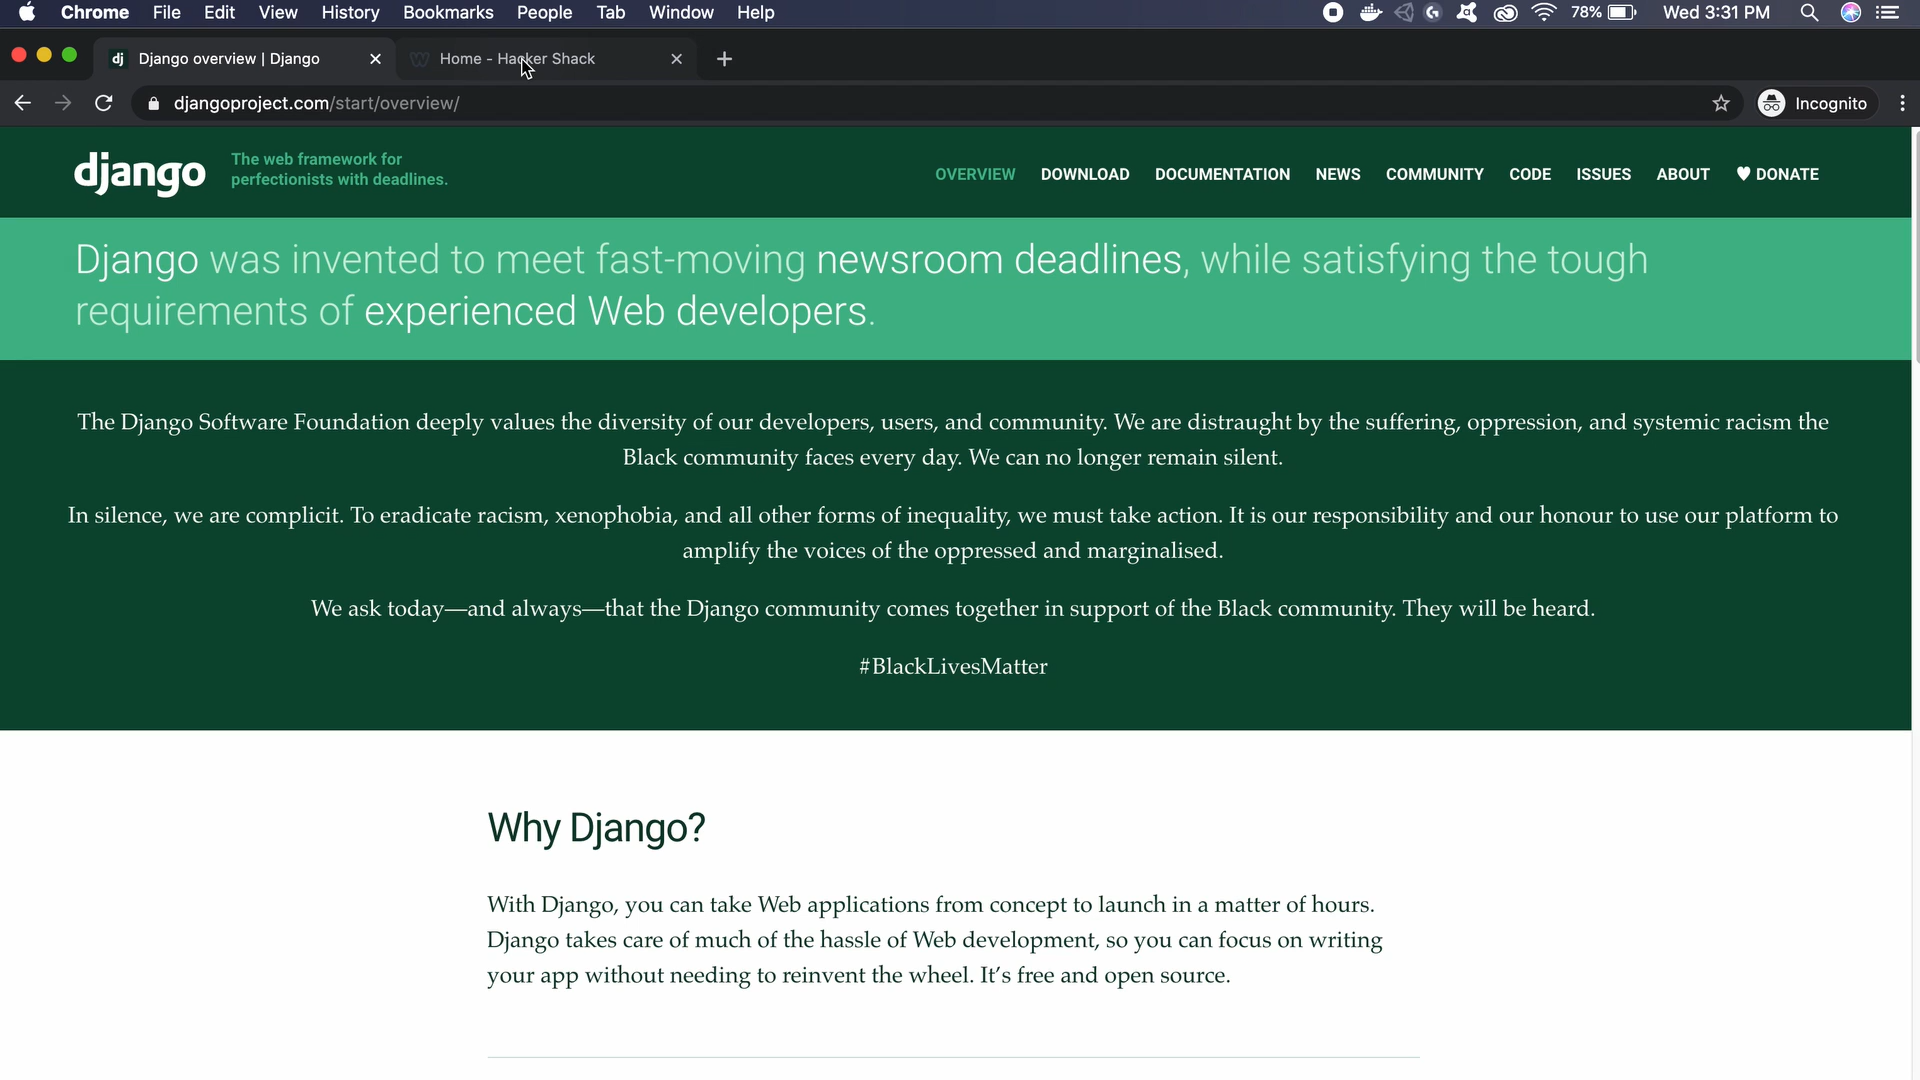 Chrome File Edit View History Bookmarks People Tab Window Help 78% Wed 3:31 PM
dj Django overview | Django Home - Hacker Shack
djangoproject.com/start/overview/ Incognito
django The web framework for
perfectionists with deadlines.
OVERVIEW DOWNLOAD DOCUMENTATION NEWS COMMUNITY CODE ISSUES ABOUT ♥ DONATE
Django was invented to meet fast-moving newsroom deadlines, while satisfying the tough
requirements of experienced Web developers.
The Django Software Foundation deeply values the diversity of our developers, users, and community. We are distraught by the suffering, oppression, and systemic racism the
Black community faces every day. We can no longer remain silent.
In silence, we are complicit. To eradicate racism, xenophobia, and all other forms of inequality, we must take action. It is our responsibility and our honour to use our platform to
amplify the voices of the oppressed and marginalised.
We ask today—and always—that the Django community comes together in support of the Black community. They will be heard.
#BlackLivesMatter
Why Django?
With Django, you can take Web applications from concept to launch in a matter of hours.
Django takes care of much of the hassle of Web development, so you can focus on writing
your app without needing to reinvent the wheel. It’s free and open source.